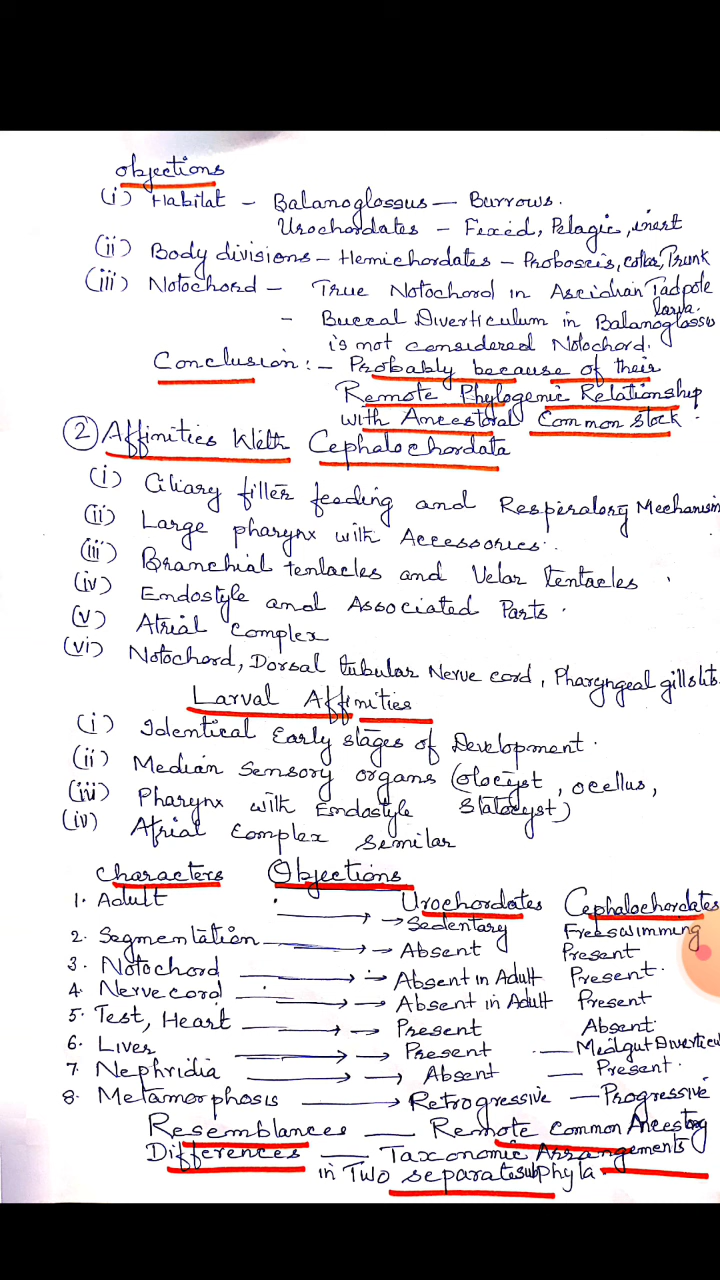 Objections
(i) Habitat - Balanoglossus - Burrows.
Urochordates - Fixed, Pelagic, inert
(ii) Body divisions - Hemichordates - Proboscis, collar, Trunk
(iii) Notochord - True Notochord in Ascidian Tadpole
larva.
- Buccal Diverticulum in Balanoglossus
is not considered Notochord.
Conclusion :- Probably because of their
Remote Phylogenic Relationship
with Ancestoral Common stock.
② Affinities With Cephalochordata
(i) Ciliary filter feeding and Respiratory Mechanism
(ii) Large pharynx with Accessories.
(iii) Branchial tentacles and Velar tentacles.
(iv) Endostyle and Associated Parts.
(v) Atrial Complex
(vi) Notochord, Dorsal tubular Nerve cord, Pharyngeal gillslits
Larval Affinities
(i) Identical Early stages of Development.
(ii) Median Sensory organs (otocyst, ocellus,
(iii) Pharynx with Endostyle Statocyst)
(iv) Atrial Complex Similar
Characters Objections
Urochordates Cephalochordates
1. Adult → Sedentary Freeswimming
2. Segmentation → Absent Present
3. Notochord → Absent in Adult Present.
4. Nerve cord → Absent in Adult Present
5. Test, Heart → Present Absent.
6. Liver → Present — Midgut Diverticu
7. Nephridia → Absent — Present.
8. Metamorphosis → Retrogressive — Progressive
Resemblances — Remote Common Ancestory
Differences — Taxonomic Arrangements
in Two separate subphyla.